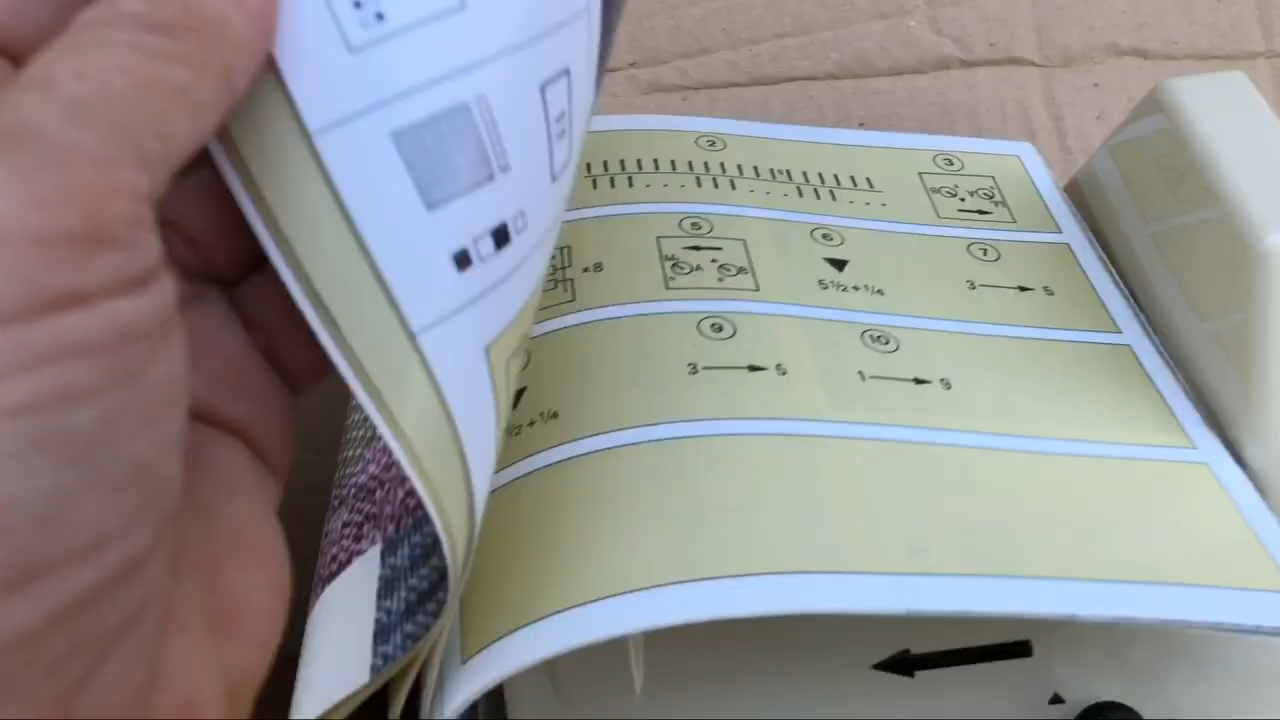 ② ③
×8 ⑤ ⑥ ⑦
A B 5½+¼ 3 5
⑨ ⑩
½+¼ 3 5 1 9